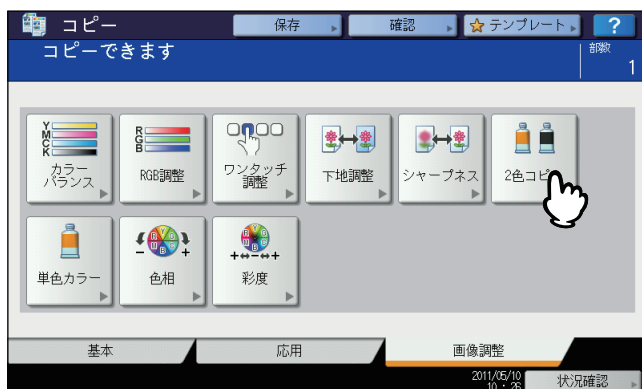 コピー
保存
確認
テンプレート
?
コピーできます
部数
1
Y
M
C
K
カラー
バランス
R
G
B
RGB調整
ワンタッチ
調整
下地調整
シャープネス
2色コピ
単色カラー
色相
彩度
基本
応用
画像調整
2011/05/10
10:26
状況確認